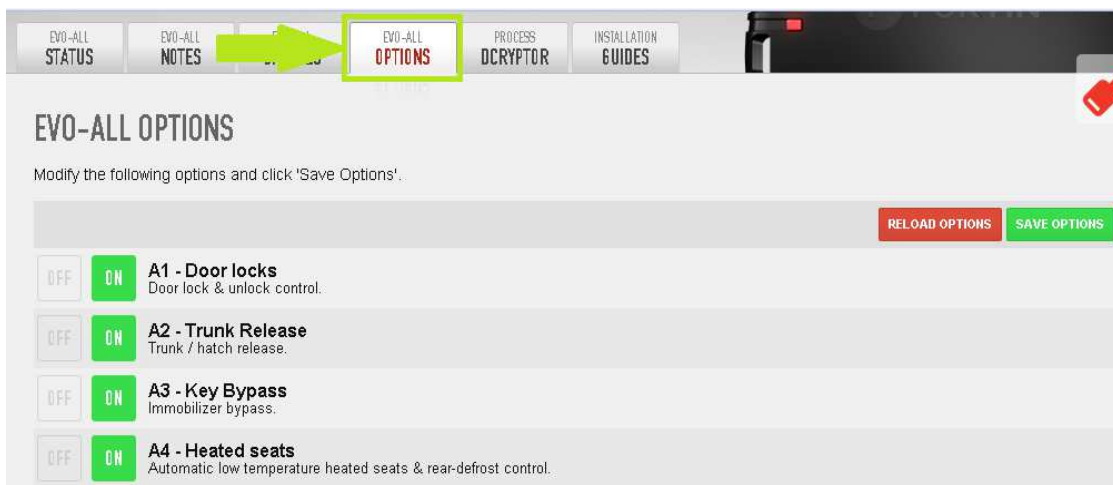 EVO-ALL
STATUS
EVO-ALL
NOTES
EVO-ALL
OPTIONS
PROCESS
DCRYPTOR
INSTALLATION
GUIDES
EVO-ALL OPTIONS
Modify the following options and click 'Save Options'.
RELOAD OPTIONS
SAVE OPTIONS
OFF
ON
A1 - Door locks
Door lock & unlock control.
OFF
ON
A2 - Trunk Release
Trunk / hatch release.
OFF
ON
A3 - Key Bypass
Immobilizer bypass.
OFF
ON
A4 - Heated seats
Automatic low temperature heated seats & rear-defrost control.